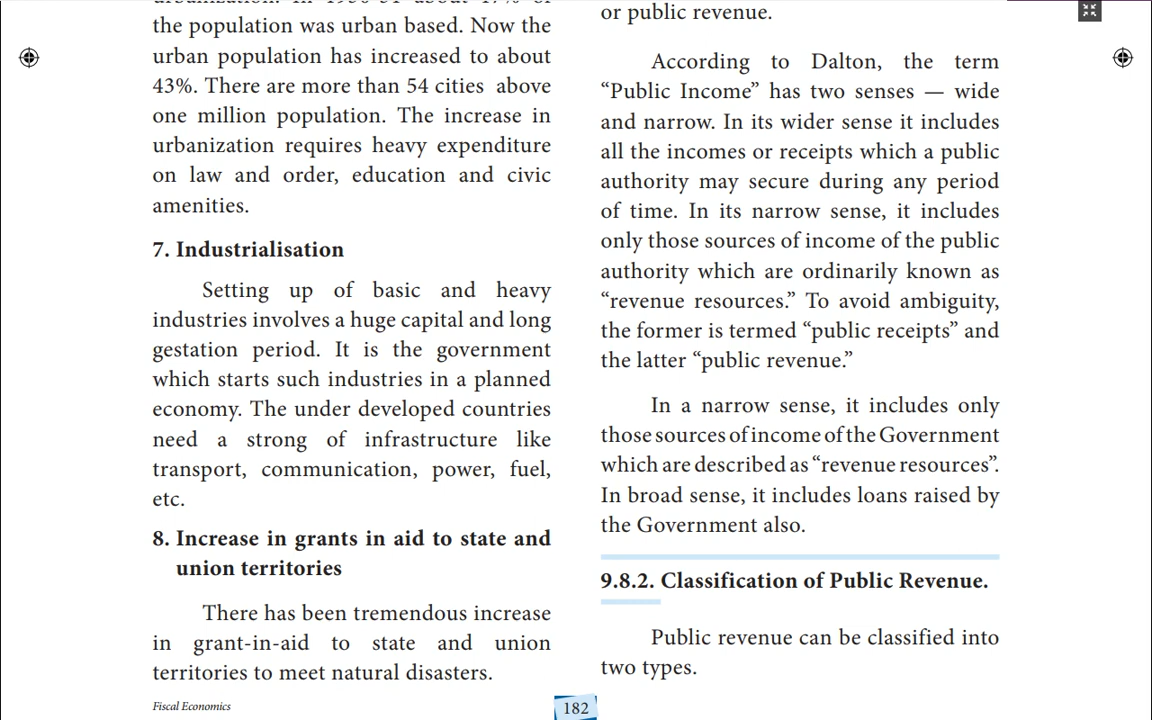 the population was urban based. Now the
urban population has increased to about
43%. There are more than 54 cities above
one million population. The increase in
urbanization requires heavy expenditure
on law and order, education and civic
amenities.
7. Industrialisation
Setting up of basic and heavy
industries involves a huge capital and long
gestation period. It is the government
which starts such industries in a planned
economy. The under developed countries
need a strong of infrastructure like
transport, communication, power, fuel,
etc.
8. Increase in grants in aid to state and
union territories
There has been tremendous increase
in grant-in-aid to state and union
territories to meet natural disasters.
or public revenue.
According to Dalton, the term
“Public Income” has two senses — wide
and narrow. In its wider sense it includes
all the incomes or receipts which a public
authority may secure during any period
of time. In its narrow sense, it includes
only those sources of income of the public
authority which are ordinarily known as
“revenue resources.” To avoid ambiguity,
the former is termed “public receipts” and
the latter “public revenue.”
In a narrow sense, it includes only
those sources of income of the Government
which are described as “revenue resources”.
In broad sense, it includes loans raised by
the Government also.
9.8.2. Classification of Public Revenue.
Public revenue can be classified into
two types.
Fiscal Economics
182